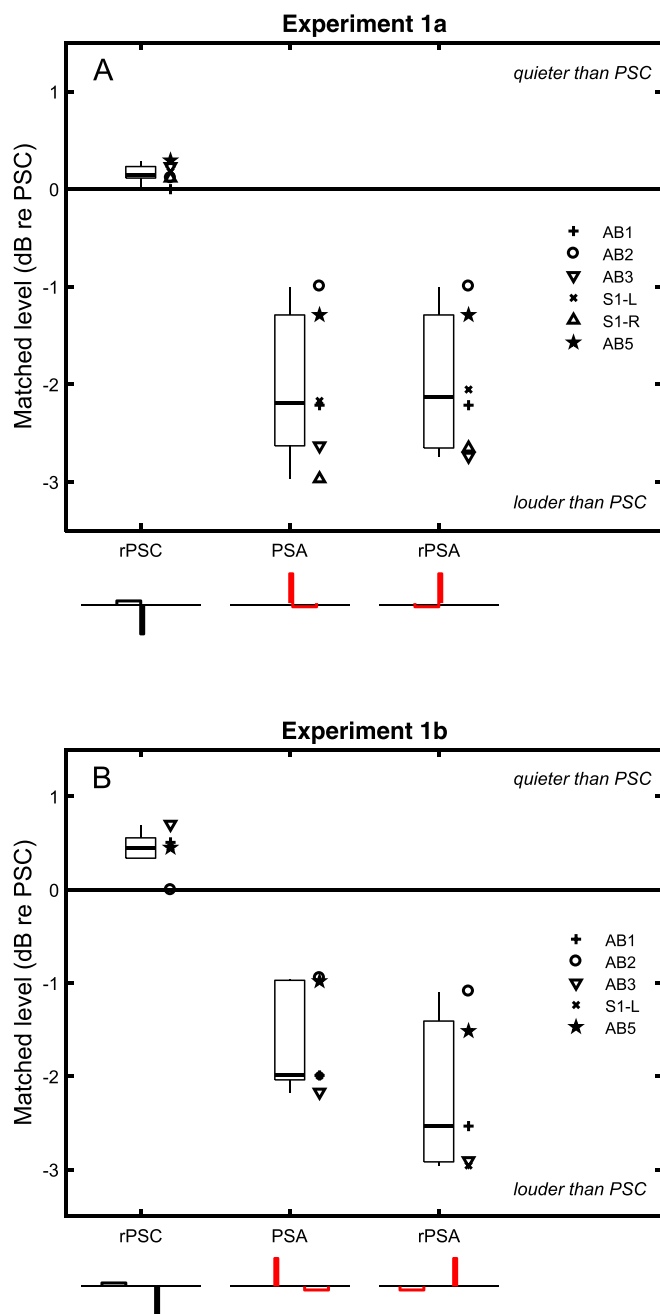 Experiment 1a
A
quieter than PSC
1
0
-1
-2
-3
Matched level (dB re PSC)
AB1
AB2
AB3
S1-L
S1-R
AB5
louder than PSC
rPSC PSA rPSA
Experiment 1b
B
quieter than PSC
1
0
-1
-2
-3
Matched level (dB re PSC)
AB1
AB2
AB3
S1-L
AB5
louder than PSC
rPSC PSA rPSA